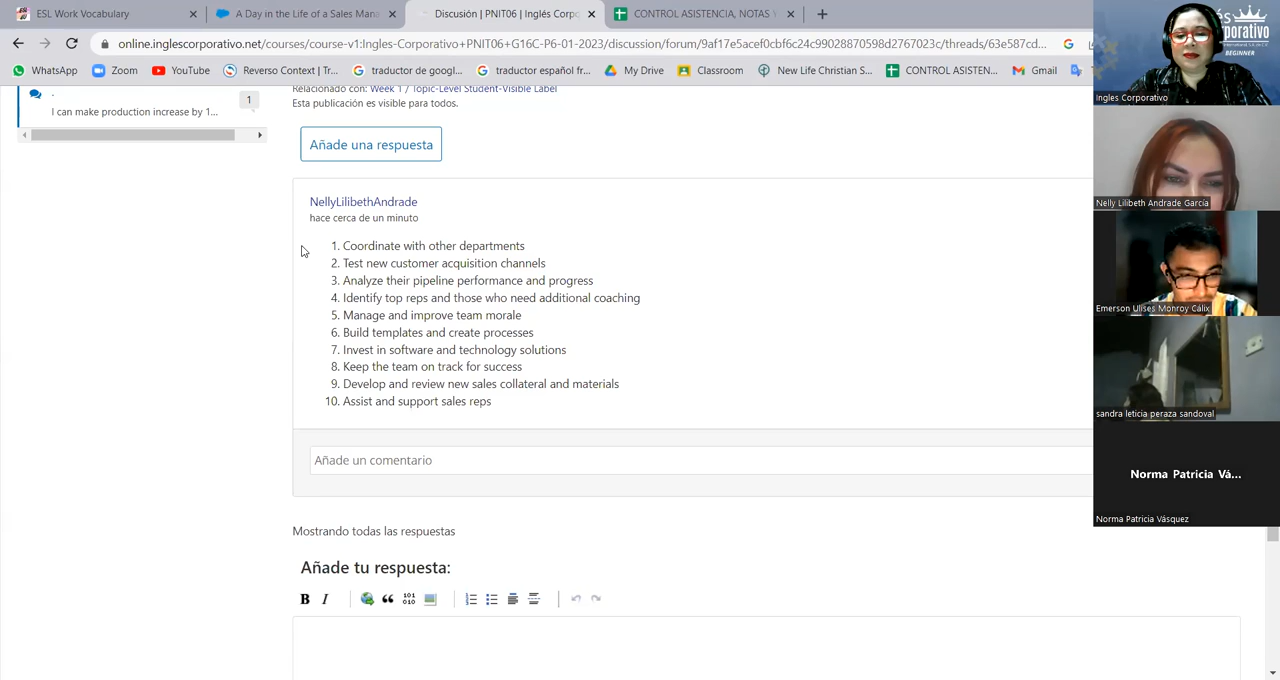 ESL Work Vocabulary
A Day in the Life of a Sales Mana
Discusión | PNIT06 | Inglés Corpo
CONTROL ASISTENCIA, NOTAS Y
online.inglescorporativo.net/courses/course-v1:Ingles-Corporativo+PNIT06+G16C-P6-01-2023/discussion/forum/9af17e5acef0cbf5c24c99028870598d2767023c/threads/63e587cd...
WhatsApp
Zoom
YouTube
Reverso Context | Tr...
traductor de googl...
traductor español fr...
My Drive
Classroom
New Life Christian S...
CONTROL ASISTEN...
Gmail
BEGINNER
Ingles Corporativo
.
1
I can make production increase by 1...
Relacionado con: Week 1 / Topic-Level Student-Visible Label
Esta publicación es visible para todos.
Añade una respuesta
NellyLilibethAndrade
hace cerca de un minuto
1. Coordinate with other departments
2. Test new customer acquisition channels
3. Analyze their pipeline performance and progress
4. Identify top reps and those who need additional coaching
5. Manage and improve team morale
6. Build templates and create processes
7. Invest in software and technology solutions
8. Keep the team on track for success
9. Develop and review new sales collateral and materials
10. Assist and support sales reps
Añade un comentario
Mostrando todas las respuestas
Añade tu respuesta:
B I
101
010
Nelly Lilibeth Andrade García
Emerson Ulises Monroy Cálix
sandra leticia peraza sandoval
Norma Patricia Vá...
Norma Patricia Vásquez